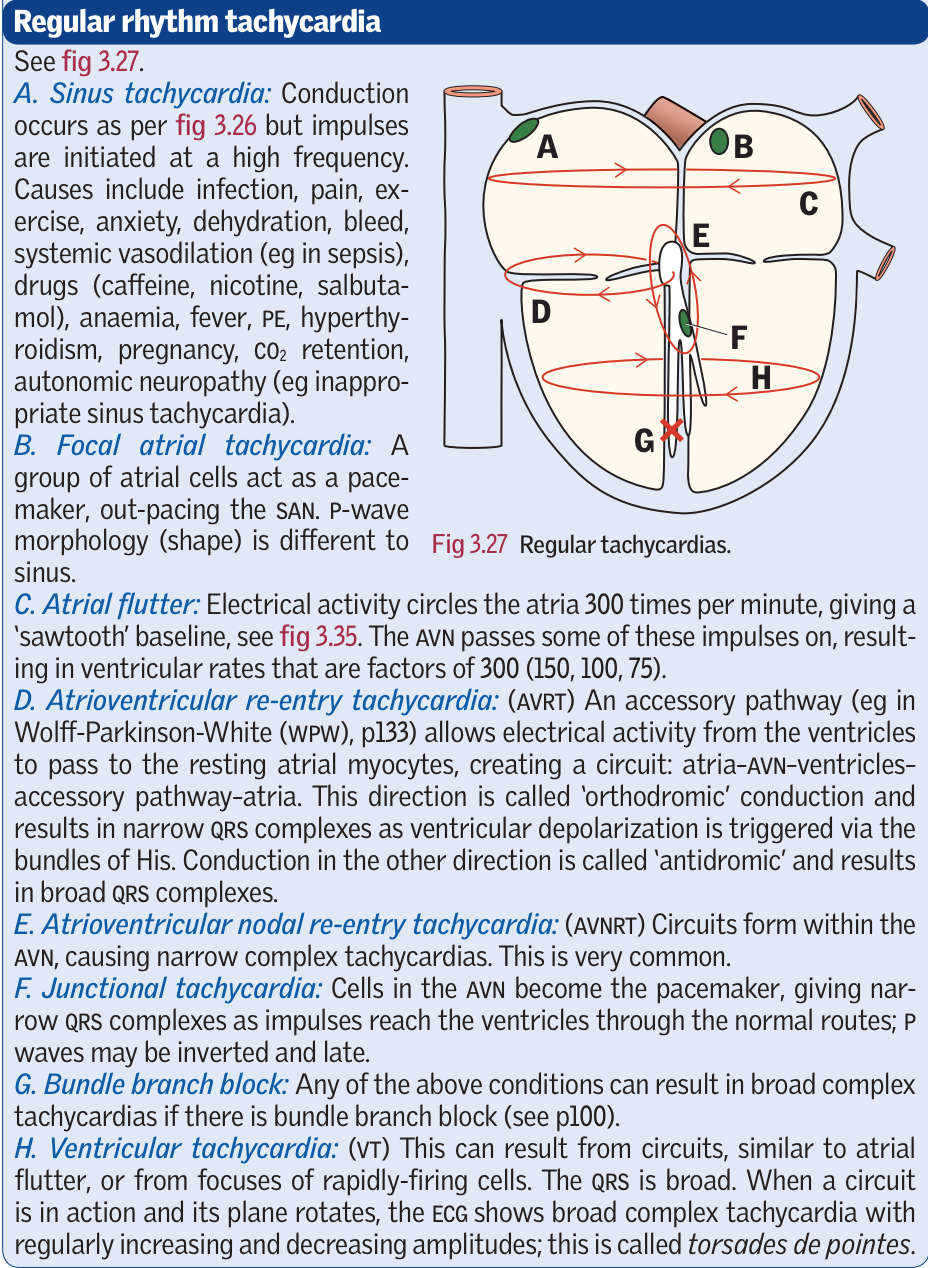 Regular rhythm tachycardia
See fig 3.27.
A. Sinus tachycardia: Conduction
occurs as per fig 3.26 but impulses
are initiated at a high frequency.
Causes include infection, pain, ex-
ercise, anxiety, dehydration, bleed,
systemic vasodilation (eg in sepsis),
drugs (caffeine, nicotine, salbuta-
mol), anaemia, fever, PE, hyperthy-
roidism, pregnancy, CO₂ retention,
autonomic neuropathy (eg inappro-
priate sinus tachycardia).
B. Focal atrial tachycardia: A
group of atrial cells act as a pace-
maker, out-pacing the SAN. P-wave
morphology (shape) is different to
sinus.
A
B
C
E
D
F
H
G
Fig 3.27 Regular tachycardias.
C. Atrial flutter: Electrical activity circles the atria 300 times per minute, giving a
‘sawtooth’ baseline, see fig 3.35. The AVN passes some of these impulses on, result-
ing in ventricular rates that are factors of 300 (150, 100, 75).
D. Atrioventricular re-entry tachycardia: (AVRT) An accessory pathway (eg in
Wolff-Parkinson-White (WPW), p133) allows electrical activity from the ventricles
to pass to the resting atrial myocytes, creating a circuit: atria–AVN–ventricles–
accessory pathway–atria. This direction is called ‘orthodromic’ conduction and
results in narrow QRS complexes as ventricular depolarization is triggered via the
bundles of His. Conduction in the other direction is called ‘antidromic’ and results
in broad QRS complexes.
E. Atrioventricular nodal re-entry tachycardia: (AVNRT) Circuits form within the
AVN, causing narrow complex tachycardias. This is very common.
F. Junctional tachycardia: Cells in the AVN become the pacemaker, giving nar-
row QRS complexes as impulses reach the ventricles through the normal routes; P
waves may be inverted and late.
G. Bundle branch block: Any of the above conditions can result in broad complex
tachycardias if there is bundle branch block (see p100).
H. Ventricular tachycardia: (VT) This can result from circuits, similar to atrial
flutter, or from focuses of rapidly-firing cells. The QRS is broad. When a circuit
is in action and its plane rotates, the ECG shows broad complex tachycardia with
regularly increasing and decreasing amplitudes; this is called torsades de pointes.